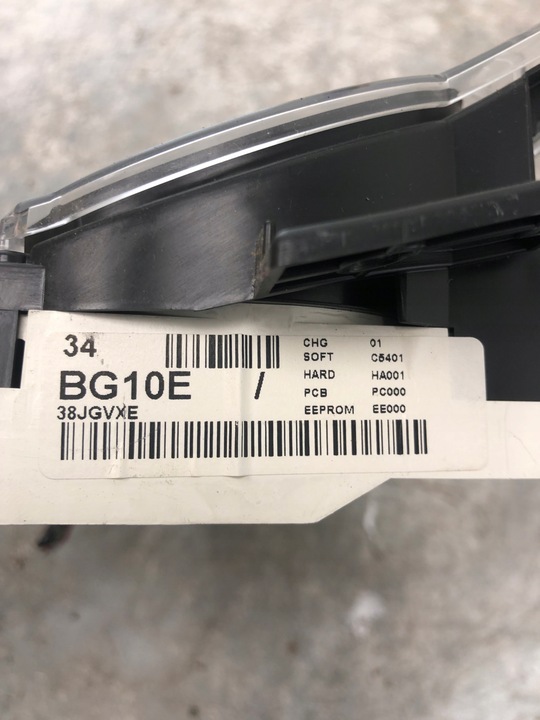 34
BG10E /
38JGVXE
CHG 01
SOFT C5401
HARD HA001
PCB PC000
EEPROM EE000